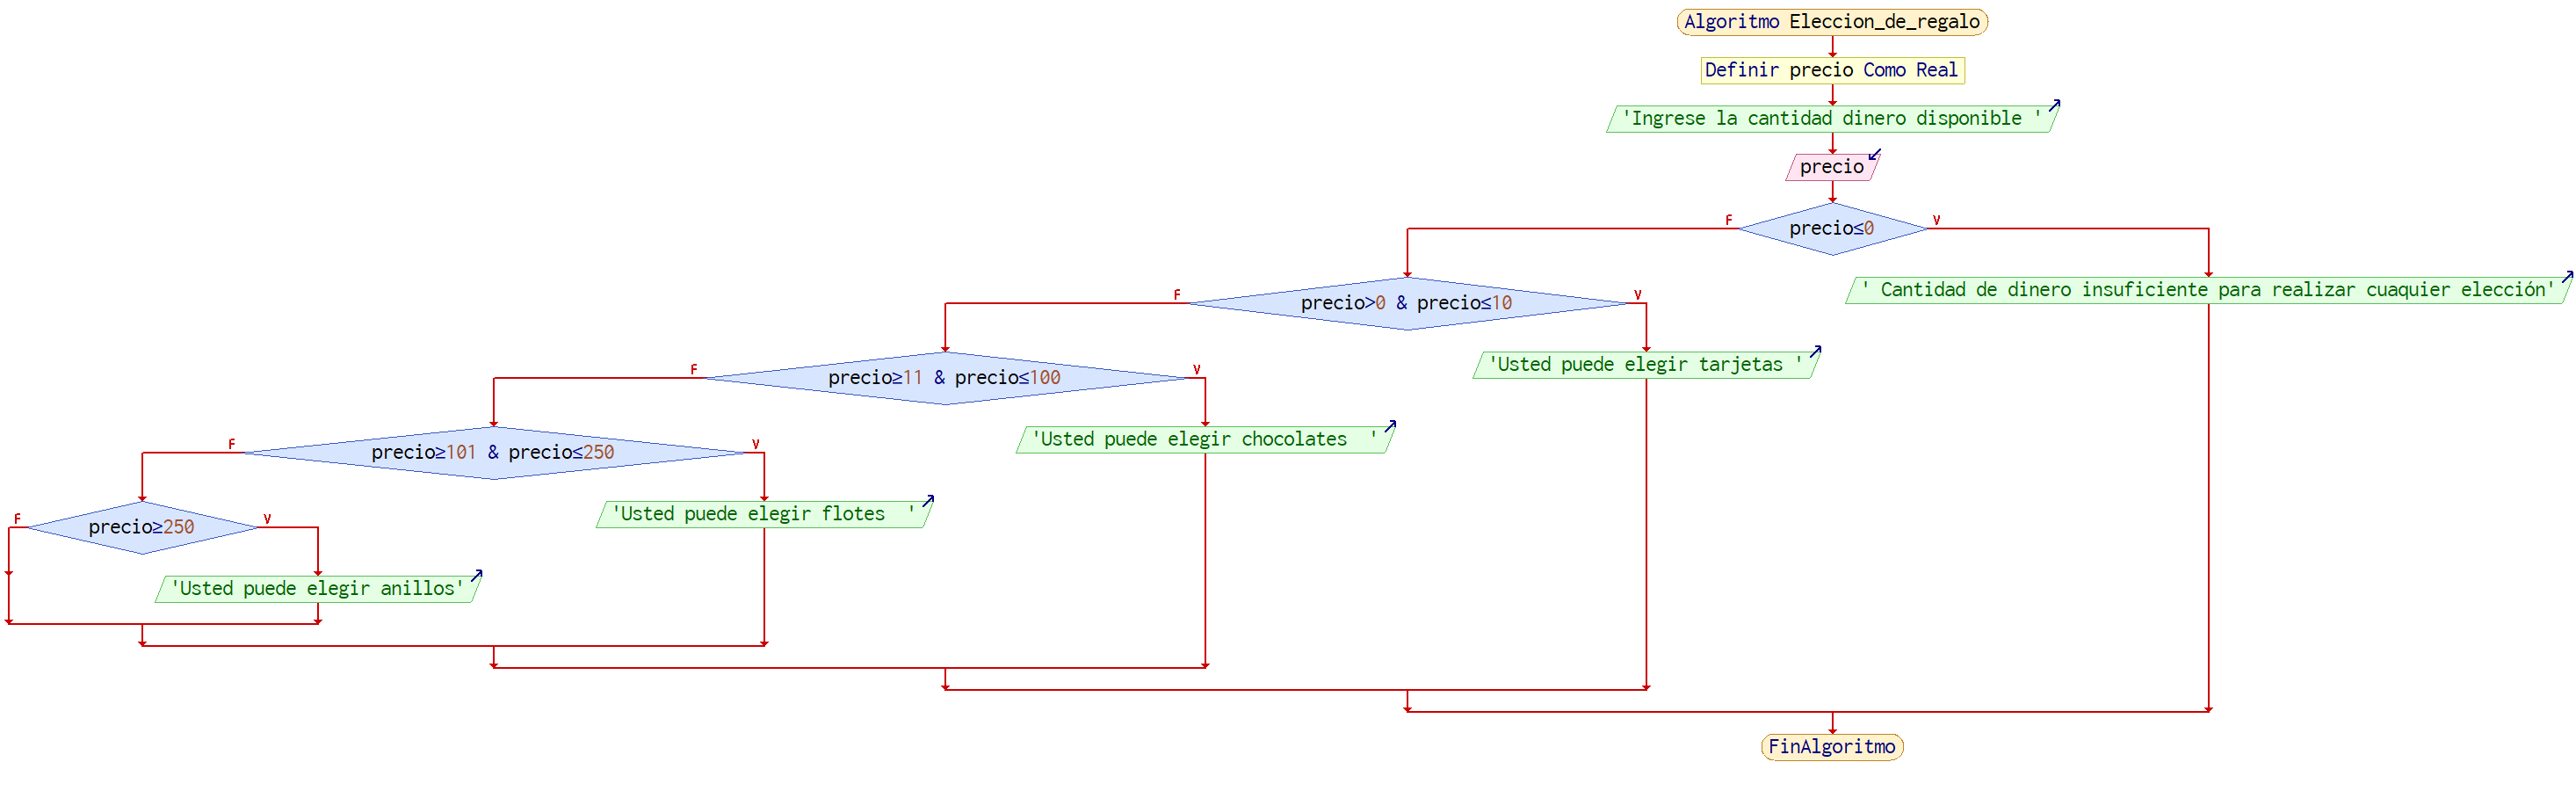 Algoritmo Eleccion_de_regalo
Definir precio Como Real
'Ingrese la cantidad dinero disponible '
precio
F
precio≤0
V
F
precio>0 & precio≤10
V
' Cantidad de dinero insuficiente para realizar cuaquier elección'
F
precio≥11 & precio≤100
V
'Usted puede elegir tarjetas '
F
precio≥101 & precio≤250
V
'Usted puede elegir chocolates  '
F
precio≥250
V
'Usted puede elegir flotes  '
'Usted puede elegir anillos'
FinAlgoritmo